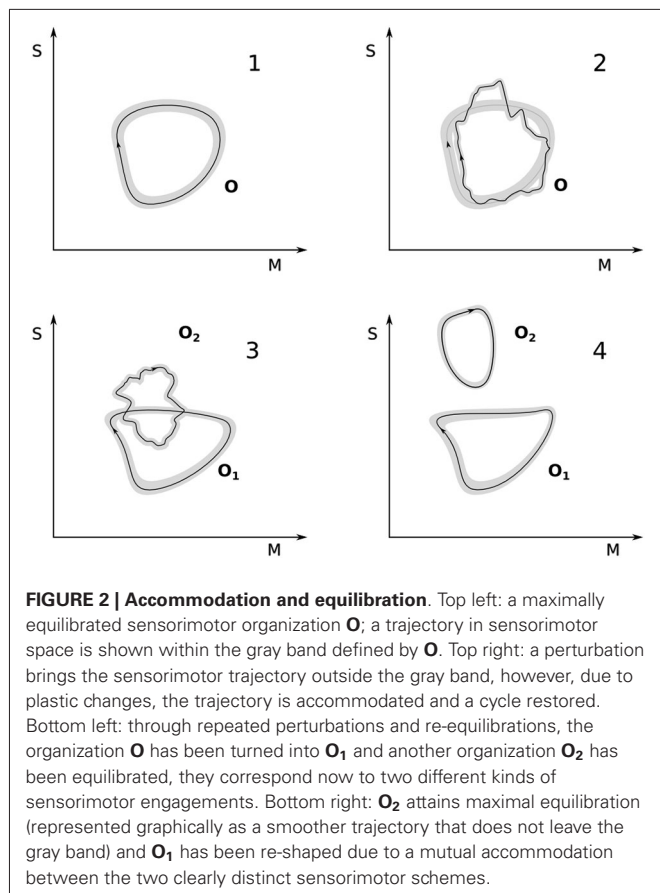 S
1
O
M
S
2
O
M
S
O₂
3
O₁
M
S
O₂
4
O₁
M
FIGURE 2 | Accommodation and equilibration. Top left: a maximally
equilibrated sensorimotor organization O; a trajectory in sensorimotor
space is shown within the gray band defined by O. Top right: a perturbation
brings the sensorimotor trajectory outside the gray band, however, due to
plastic changes, the trajectory is accommodated and a cycle restored.
Bottom left: through repeated perturbations and re-equilibrations, the
organization O has been turned into O₁ and another organization O₂ has
been equilibrated, they correspond now to two different kinds of
sensorimotor engagements. Bottom right: O₂ attains maximal equilibration
(represented graphically as a smoother trajectory that does not leave the
gray band) and O₁ has been re-shaped due to a mutual accommodation
between the two clearly distinct sensorimotor schemes.